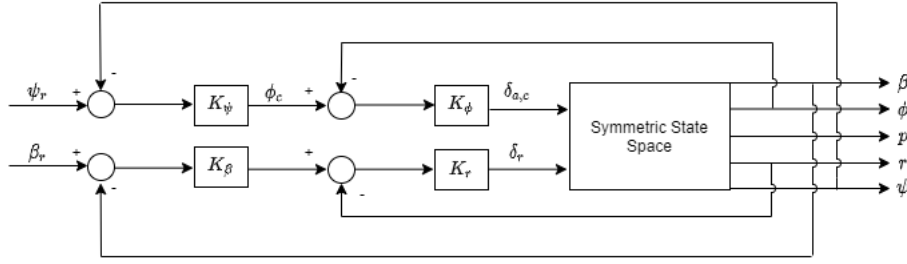 - - β
ψ_r + K_ψ ϕ_c + K_ϕ δ_{a,c} ϕ
Symmetric State
Space
p
β_r + K_β + K_r δ_r r
- - ψ